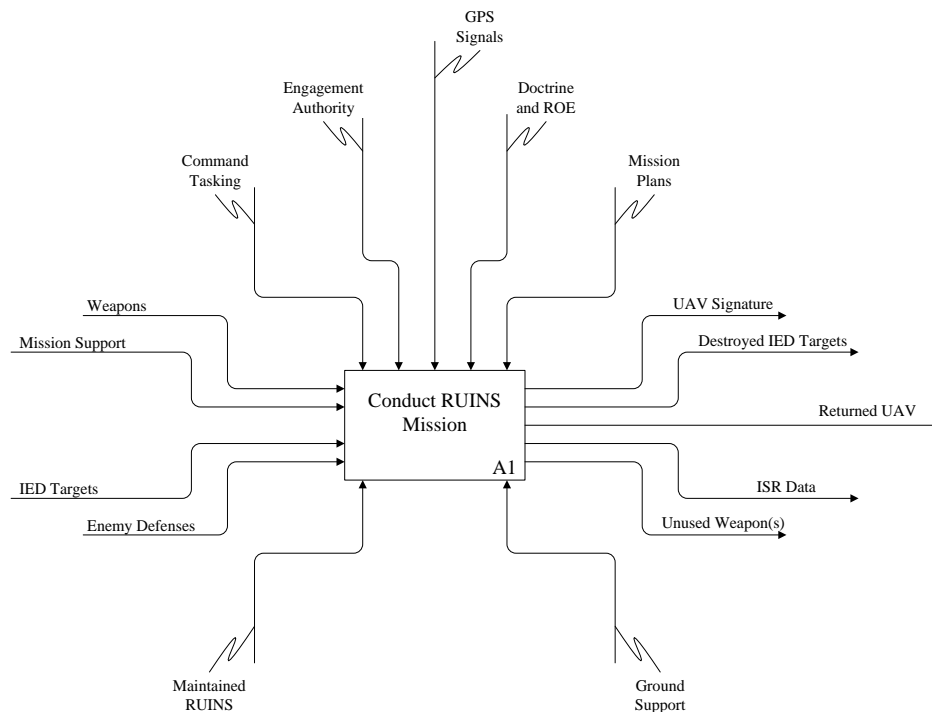 GPS
Signals
Engagement
Authority
Doctrine
and ROE
Command
Tasking
Mission
Plans
Weapons
Mission Support
IED Targets
Enemy Defenses
Conduct RUINS
Mission
A1
UAV Signature
Destroyed IED Targets
Returned UAV
ISR Data
Unused Weapon(s)
Maintained
RUINS
Ground
Support